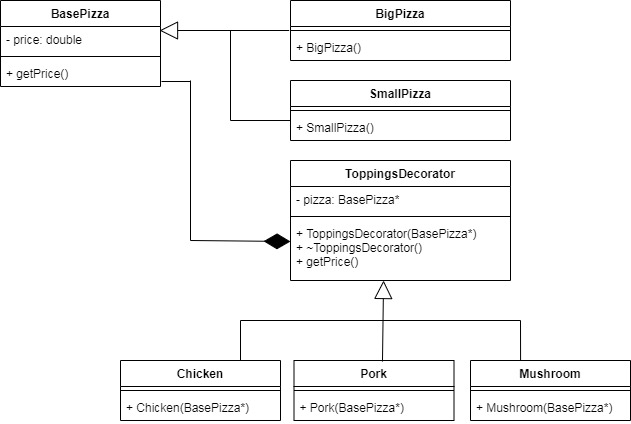 BasePizza
- price: double
+ getPrice()
BigPizza
+ BigPizza()
SmallPizza
+ SmallPizza()
ToppingsDecorator
- pizza: BasePizza*
+ ToppingsDecorator(BasePizza*)
+ ~ToppingsDecorator()
+ getPrice()
Chicken
+ Chicken(BasePizza*)
Pork
+ Pork(BasePizza*)
Mushroom
+ Mushroom(BasePizza*)